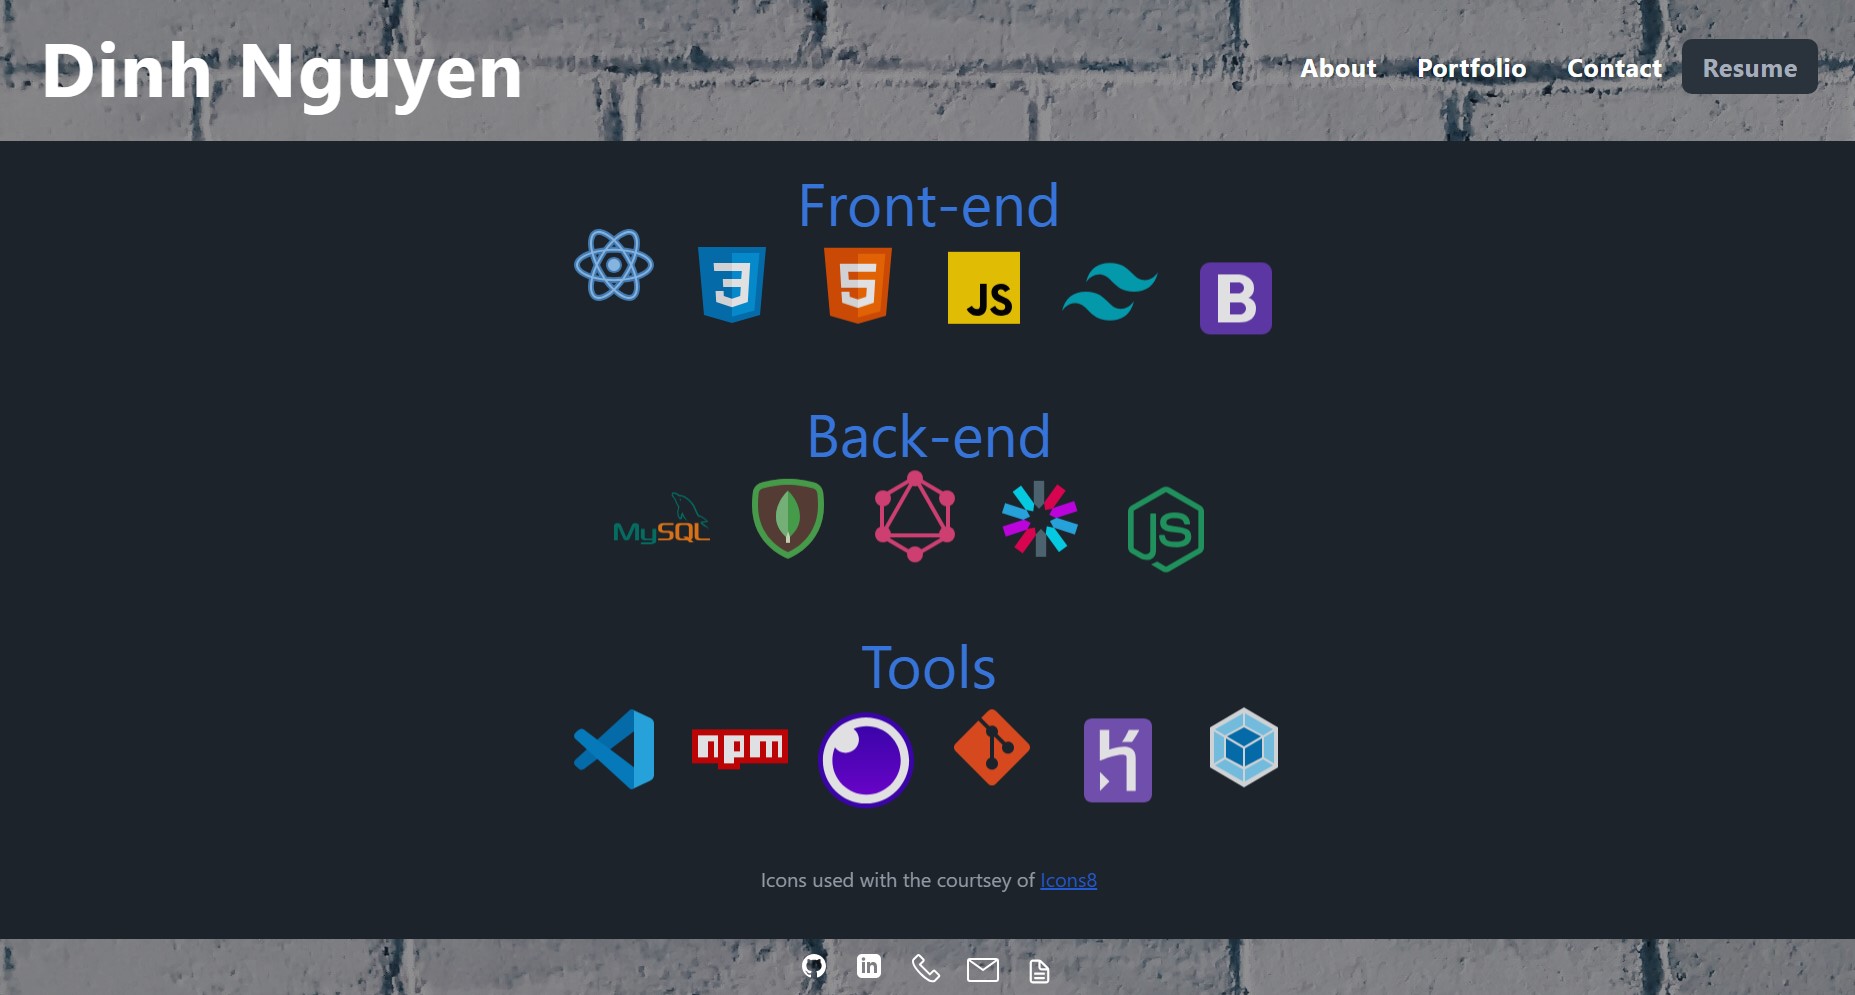 Dinh Nguyen
About Portfolio Contact Resume
Front-end
3 5 JS B
Back-end
MySQL JS
Tools
npm
Icons used with the courtsey of Icons8
in